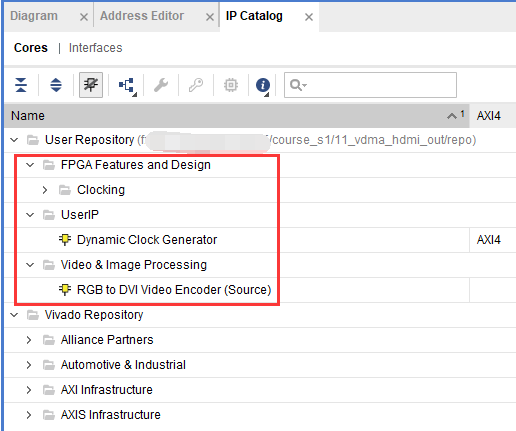 Diagram Address Editor IP Catalog
Cores Interfaces
Name 1 AXI4
User Repository (f /course_s1/11_vdma_hdmi_out/repo)
FPGA Features and Design
Clocking
UserIP
Dynamic Clock Generator AXI4
Video & Image Processing
RGB to DVI Video Encoder (Source)
Vivado Repository
Alliance Partners
Automotive & Industrial
AXI Infrastructure
AXIS Infrastructure